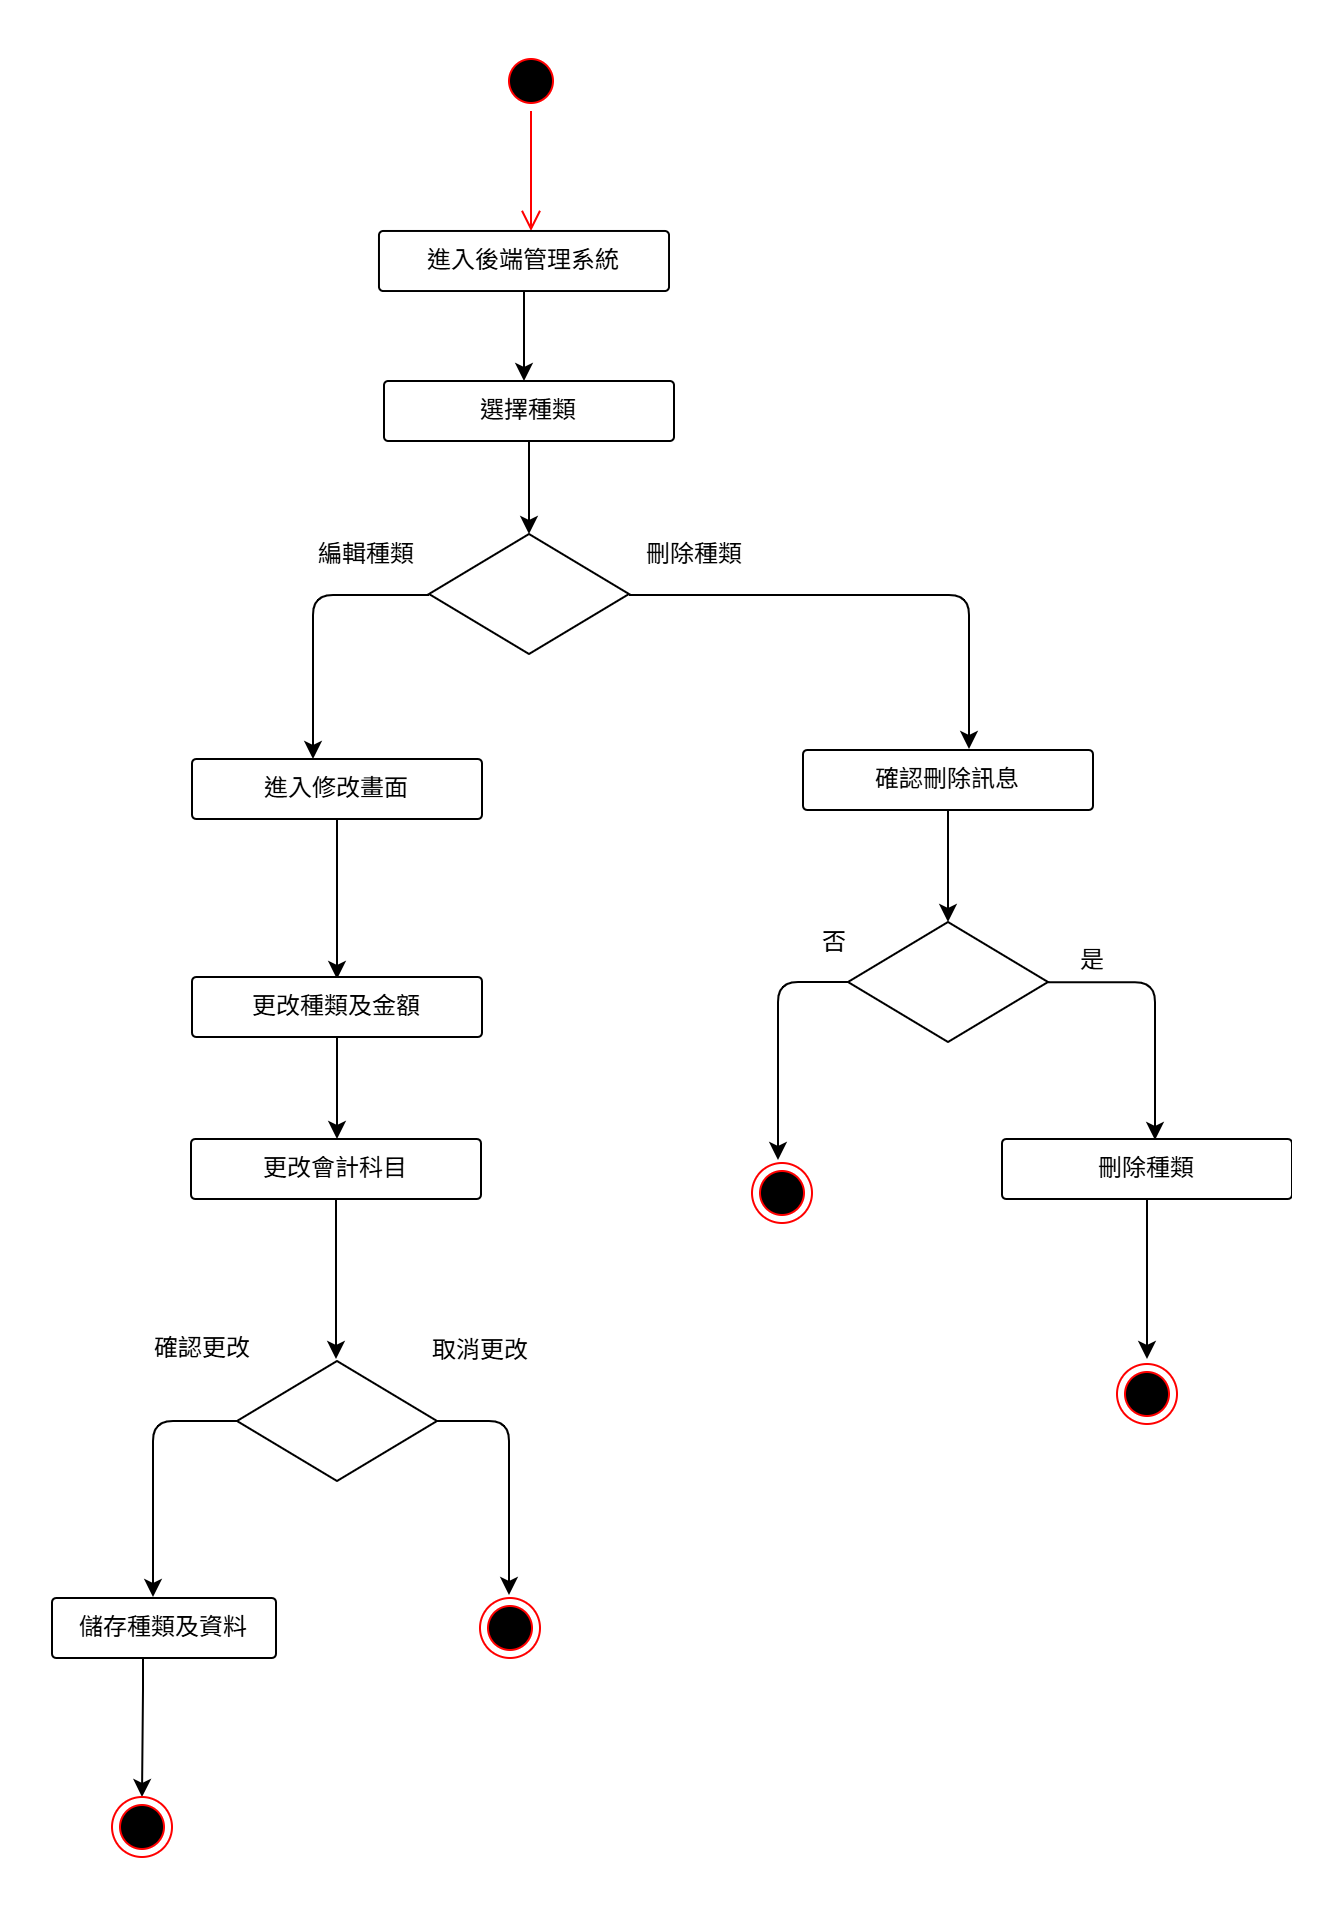 進入後端管理系統
選擇種類
編輯種類
刪除種類
進入修改畫面
確認刪除訊息
否
是
更改種類及金額
更改會計科目
刪除種類
確認更改
取消更改
儲存種類及資料